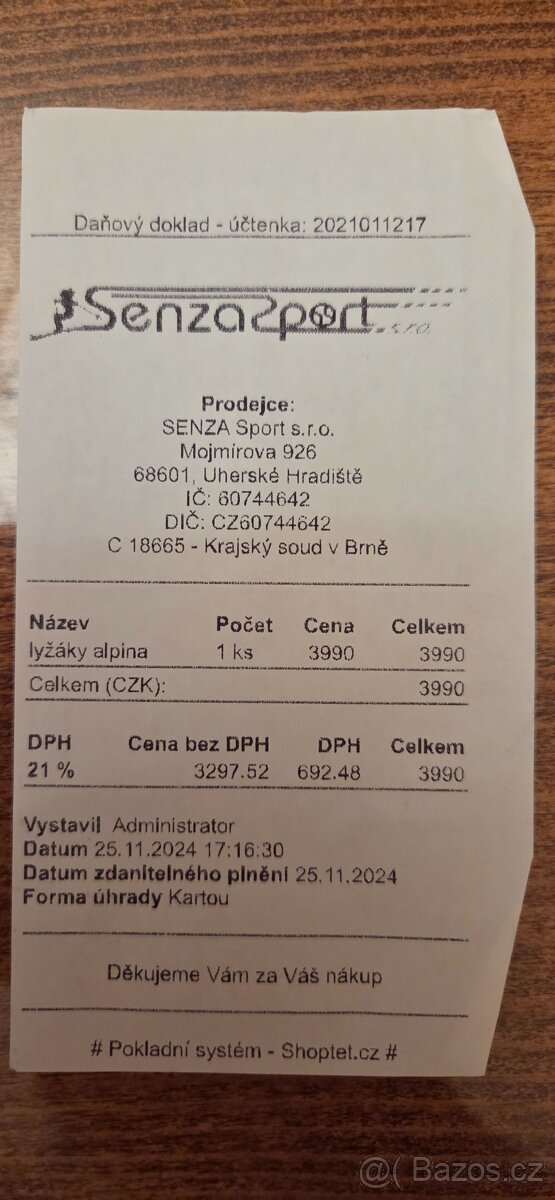 Daňový doklad - účtenka: 2021011217
SenzaSport s.r.o.
Prodejce:
SENZA Sport s.r.o.
Mojmírova 926
68601, Uherské Hradiště
IČ: 60744642
DIČ: CZ60744642
C 18665 - Krajský soud v Brně
Název Počet Cena Celkem
lyžáky alpina 1 ks 3990 3990
Celkem (CZK): 3990
DPH Cena bez DPH DPH Celkem
21 % 3297.52 692.48 3990
Vystavil Administrator
Datum 25.11.2024 17:16:30
Datum zdanitelného plnění 25.11.2024
Forma úhrady Kartou
Děkujeme Vám za Váš nákup
# Pokladní systém - Shoptet.cz #
@( Bazos.cz